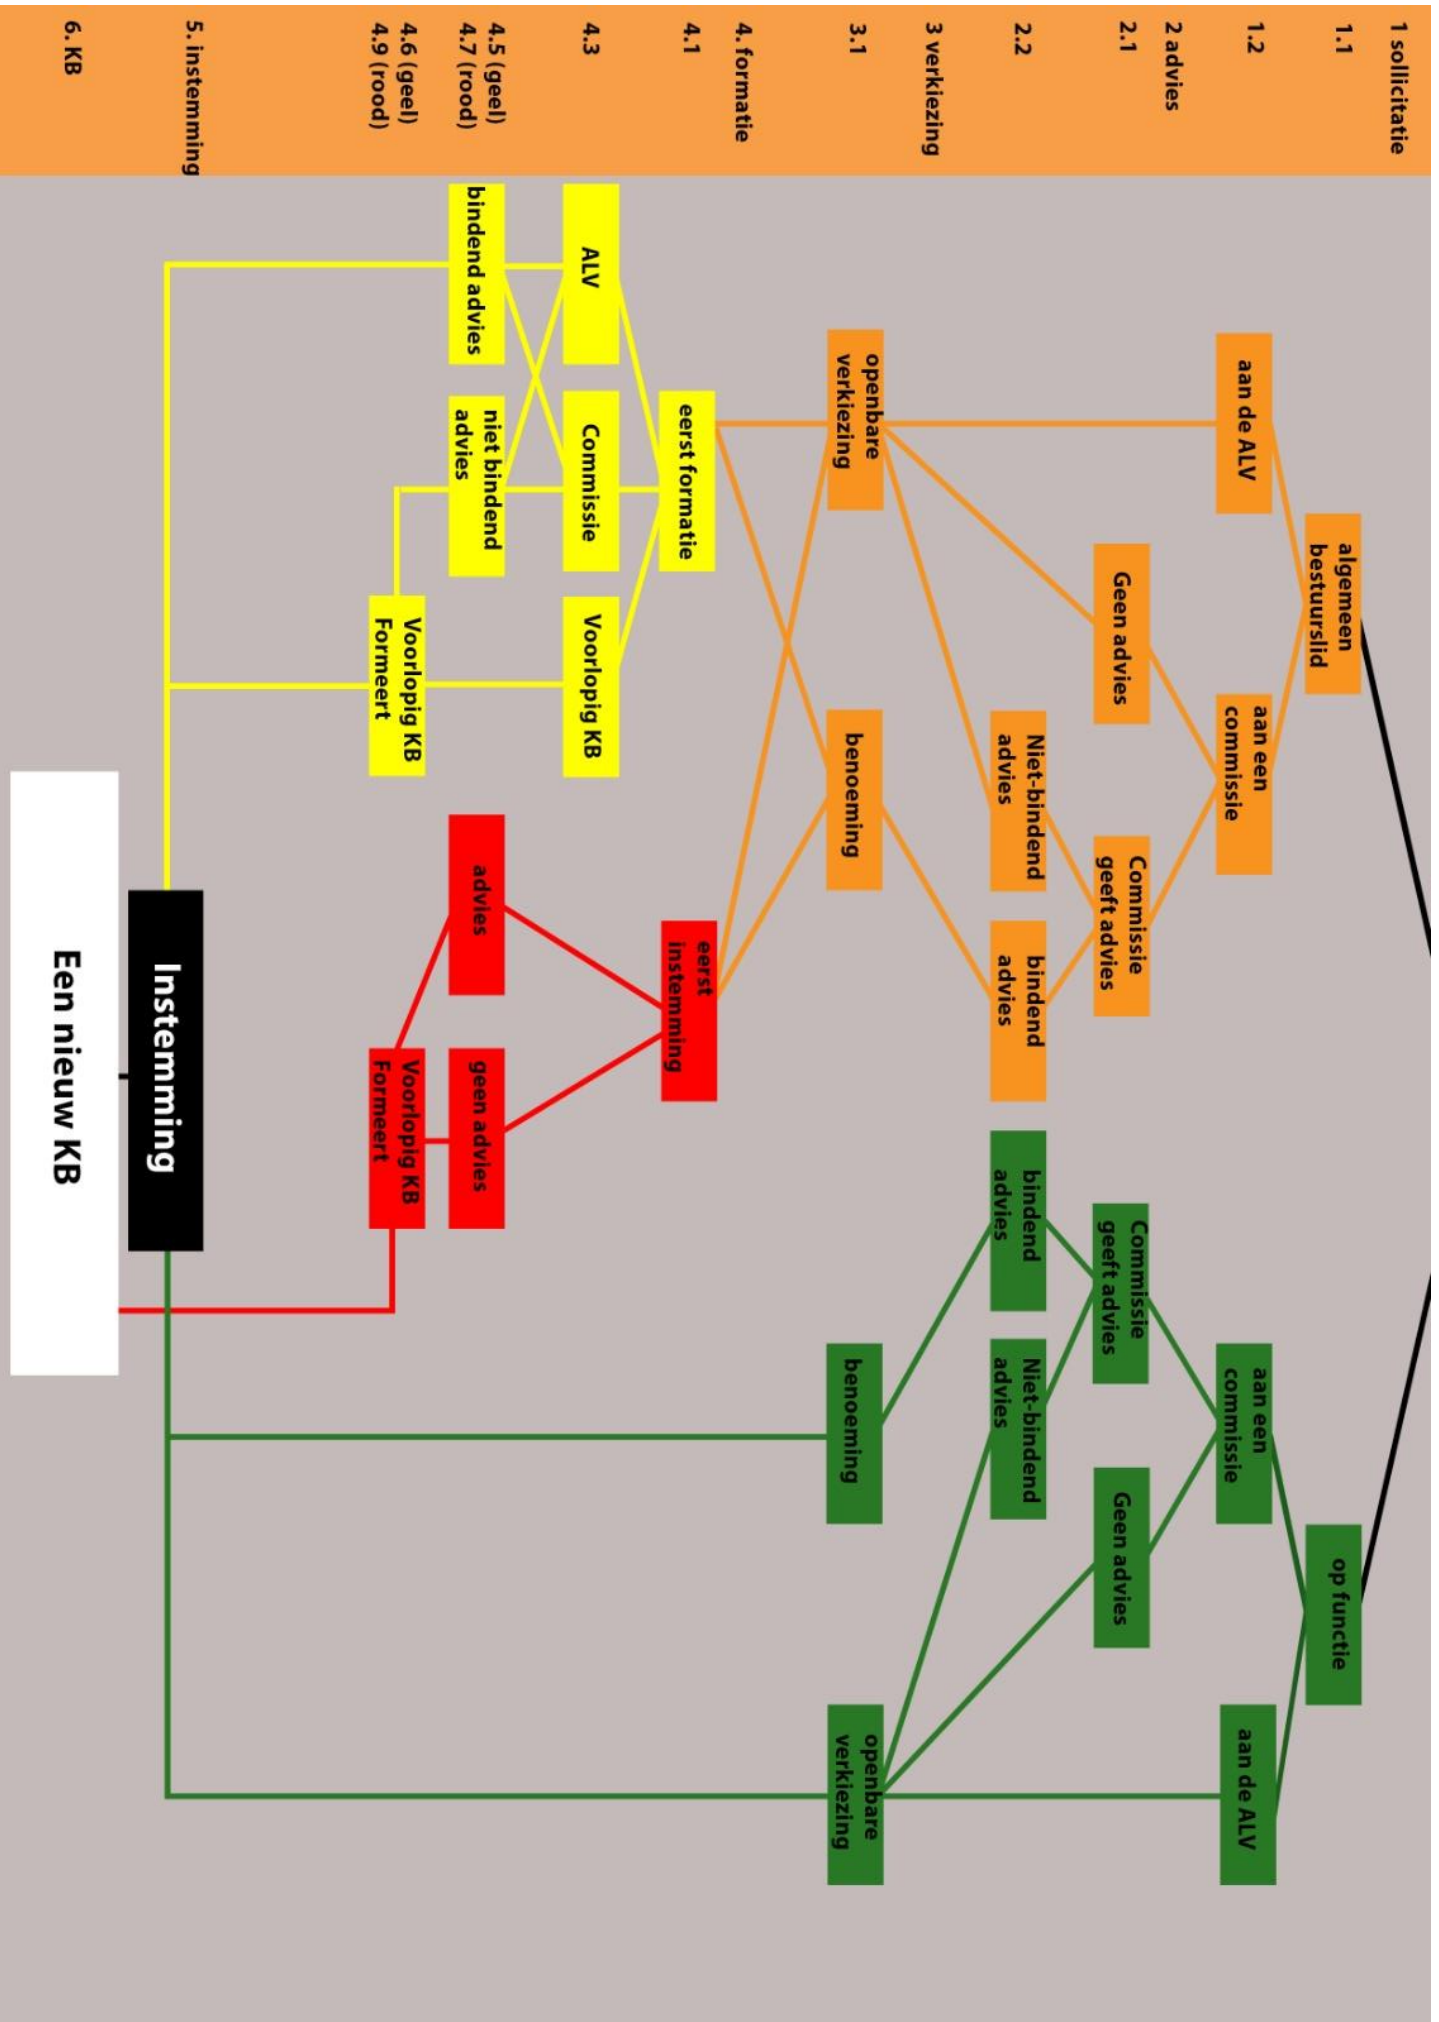 1 sollicitatie
1.1
1.2
2 advies
2.1
2.2
3 verkiezing
3.1
4. formatie
4.1
4.3
4.5 (geel)
4.7 (rood)
4.6 (geel)
4.9 (rood)
5. instemming
6. KB
algemeen
bestuurslid
op functie
aan de ALV
aan een
commissie
aan een
commissie
aan de ALV
Geen advies
Commissie
geeft advies
Commissie
geeft advies
Geen advies
Niet-bindend
advies
bindend
advies
bindend
advies
Niet-bindend
advies
openbare
verkiezing
benoeming
benoeming
openbare
verkiezing
eerst formatie
eerst
instemming
ALV
Commissie
Voorlopig KB
bindend advies
niet bindend
advies
advies
geen advies
Voorlopig KB
Formeert
Voorlopig KB
Formeert
Instemming
Een nieuw KB